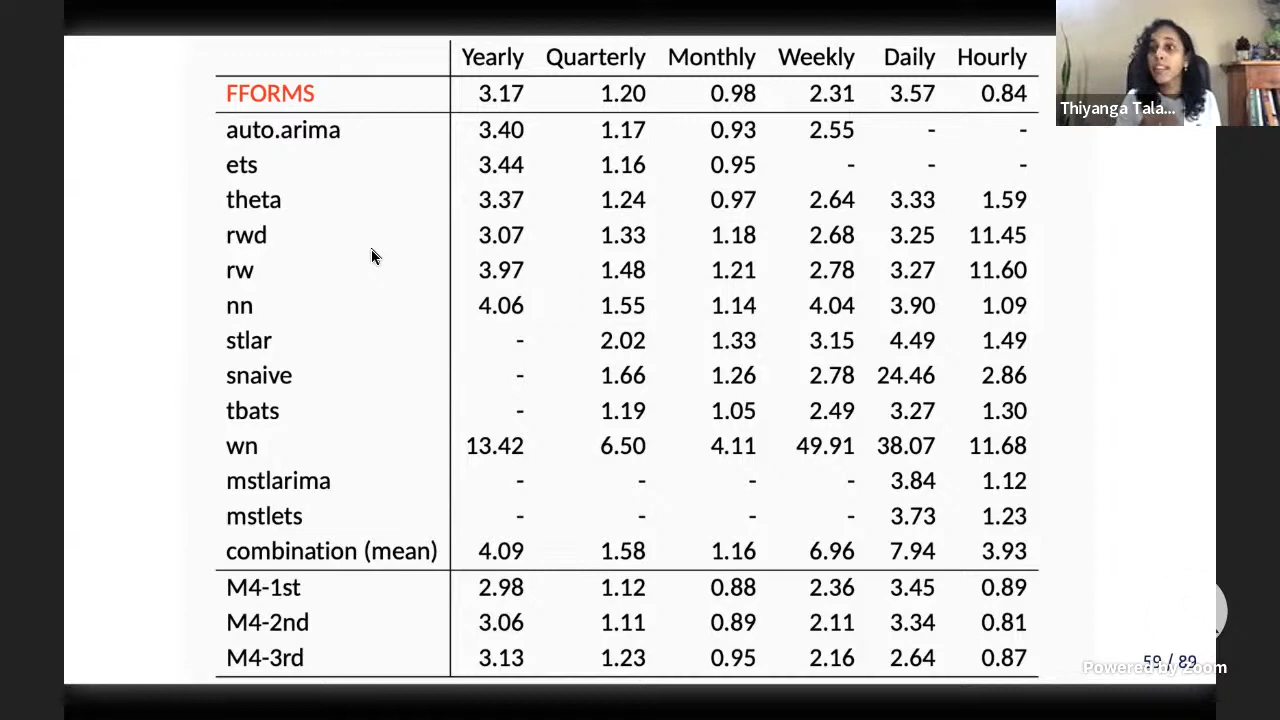 Yearly Quarterly Monthly Weekly Daily Hourly
FFORMS 3.17 1.20 0.98 2.31 3.57 0.84
auto.arima 3.40 1.17 0.93 2.55 - -
ets 3.44 1.16 0.95 - - -
theta 3.37 1.24 0.97 2.64 3.33 1.59
rwd 3.07 1.33 1.18 2.68 3.25 11.45
rw 3.97 1.48 1.21 2.78 3.27 11.60
nn 4.06 1.55 1.14 4.04 3.90 1.09
stlar - 2.02 1.33 3.15 4.49 1.49
snaive - 1.66 1.26 2.78 24.46 2.86
tbats - 1.19 1.05 2.49 3.27 1.30
wn 13.42 6.50 4.11 49.91 38.07 11.68
mstlarima - - - - 3.84 1.12
mstlets - - - - 3.73 1.23
combination (mean) 4.09 1.58 1.16 6.96 7.94 3.93
M4-1st 2.98 1.12 0.88 2.36 3.45 0.89
M4-2nd 3.06 1.11 0.89 2.11 3.34 0.81
M4-3rd 3.13 1.23 0.95 2.16 2.64 0.87
Thiyanga Tala...
59 / 89
Powered by Zoom